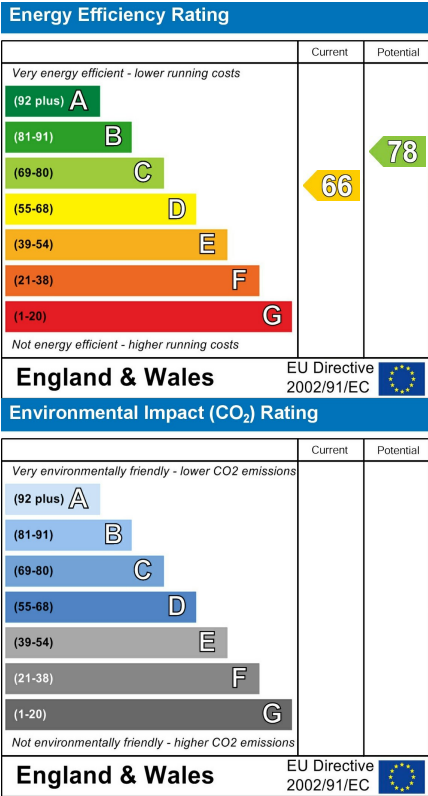 Energy Efficiency Rating
Current Potential
Very energy efficient - lower running costs
(92 plus) A
(81-91) B
78
(69-80) C
66
(55-68) D
(39-54) E
(21-38) F
(1-20) G
Not energy efficient - higher running costs
England & Wales
EU Directive
2002/91/EC
Environmental Impact (CO₂) Rating
Current Potential
Very environmentally friendly - lower CO2 emissions
(92 plus) A
(81-91) B
(69-80) C
(55-68) D
(39-54) E
(21-38) F
(1-20) G
Not environmentally friendly - higher CO2 emissions
England & Wales
EU Directive
2002/91/EC